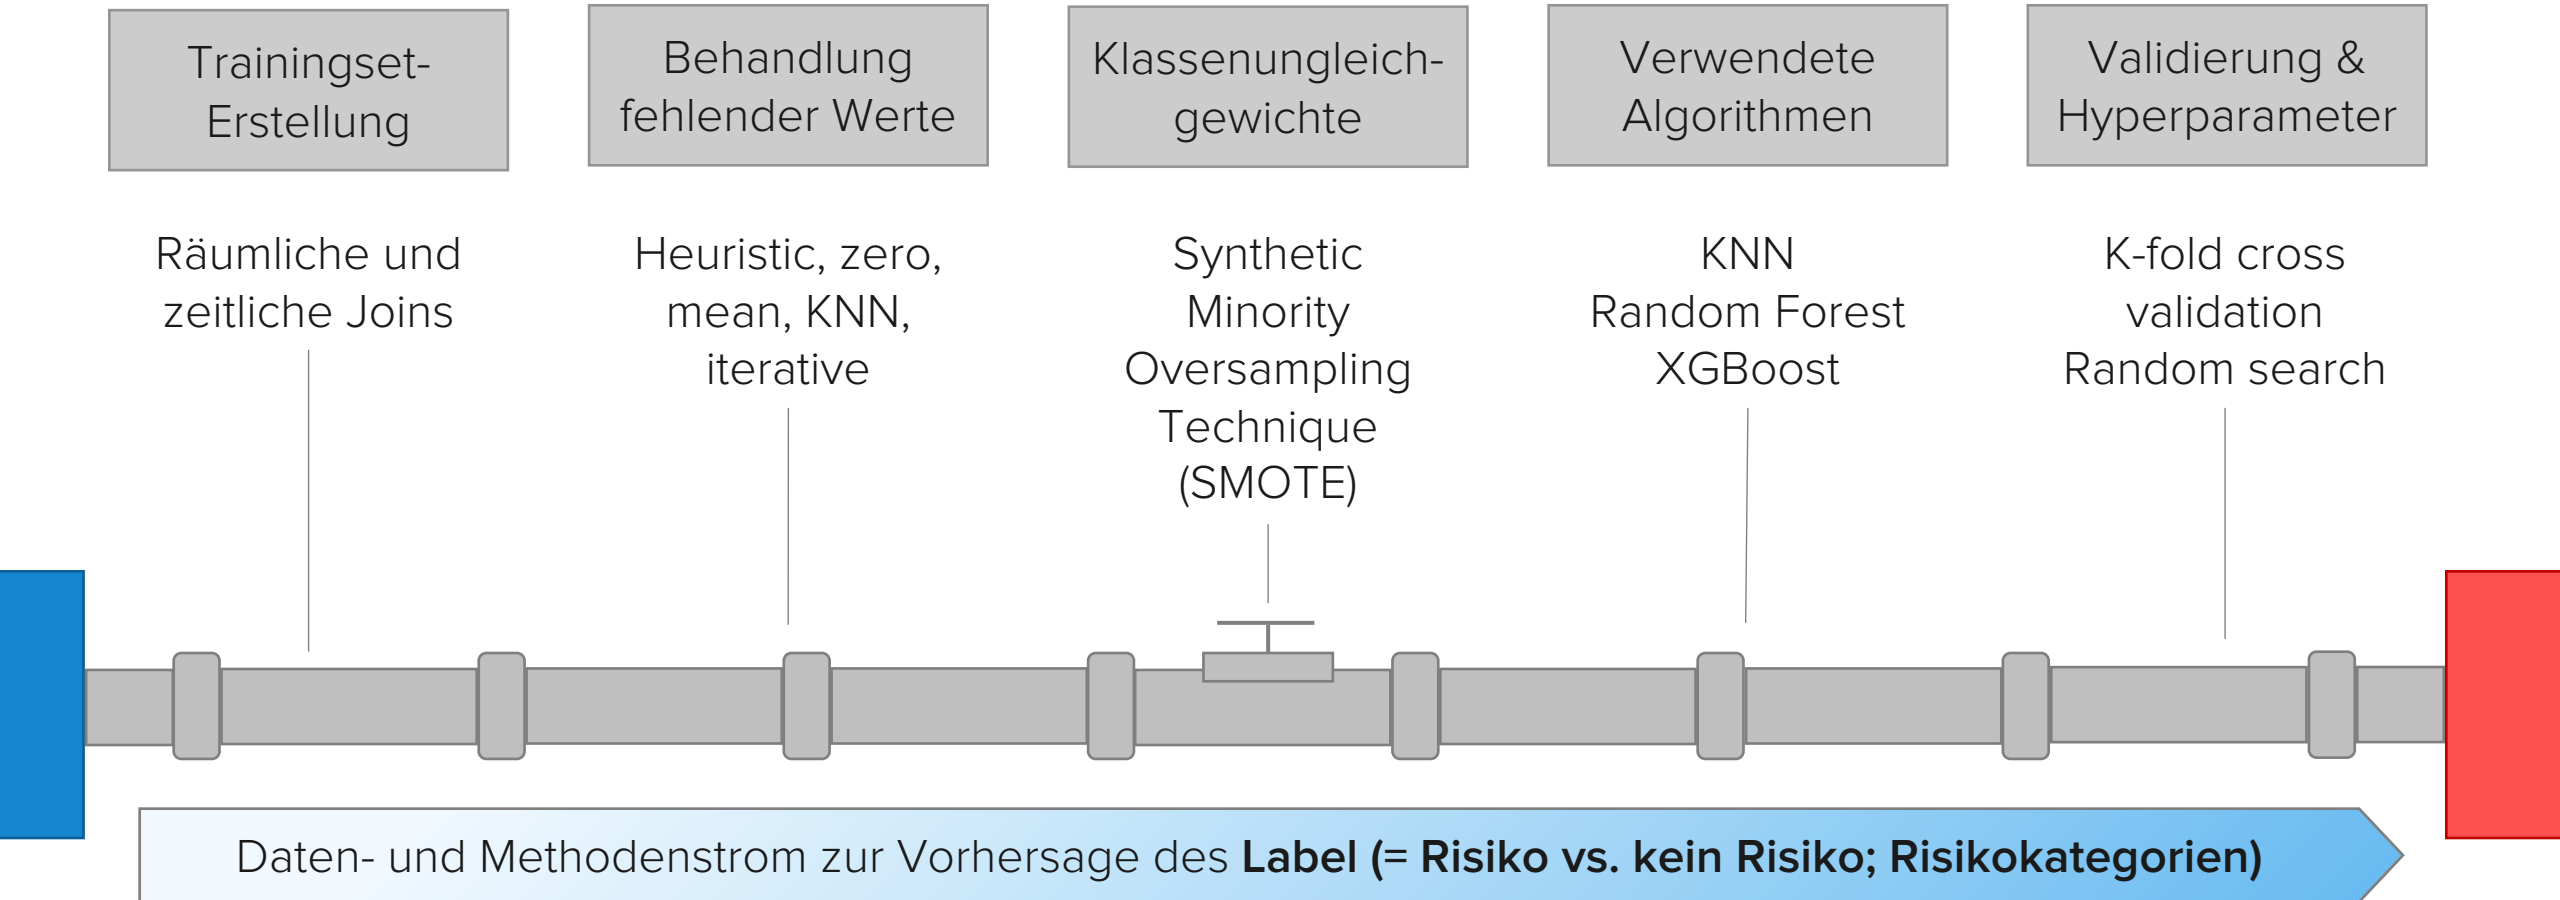 Trainingset-
Erstellung
Räumliche und
zeitliche Joins
Behandlung
fehlender Werte
Heuristic, zero,
mean, KNN,
iterative
Klassenungleich-
gewichte
Synthetic
Minority
Oversampling
Technique
(SMOTE)
Verwendete
Algorithmen
KNN
Random Forest
XGBoost
Validierung &
Hyperparameter
K-fold cross
validation
Random search
Daten- und Methodenstrom zur Vorhersage des Label (= Risiko vs. kein Risiko; Risikokategorien)